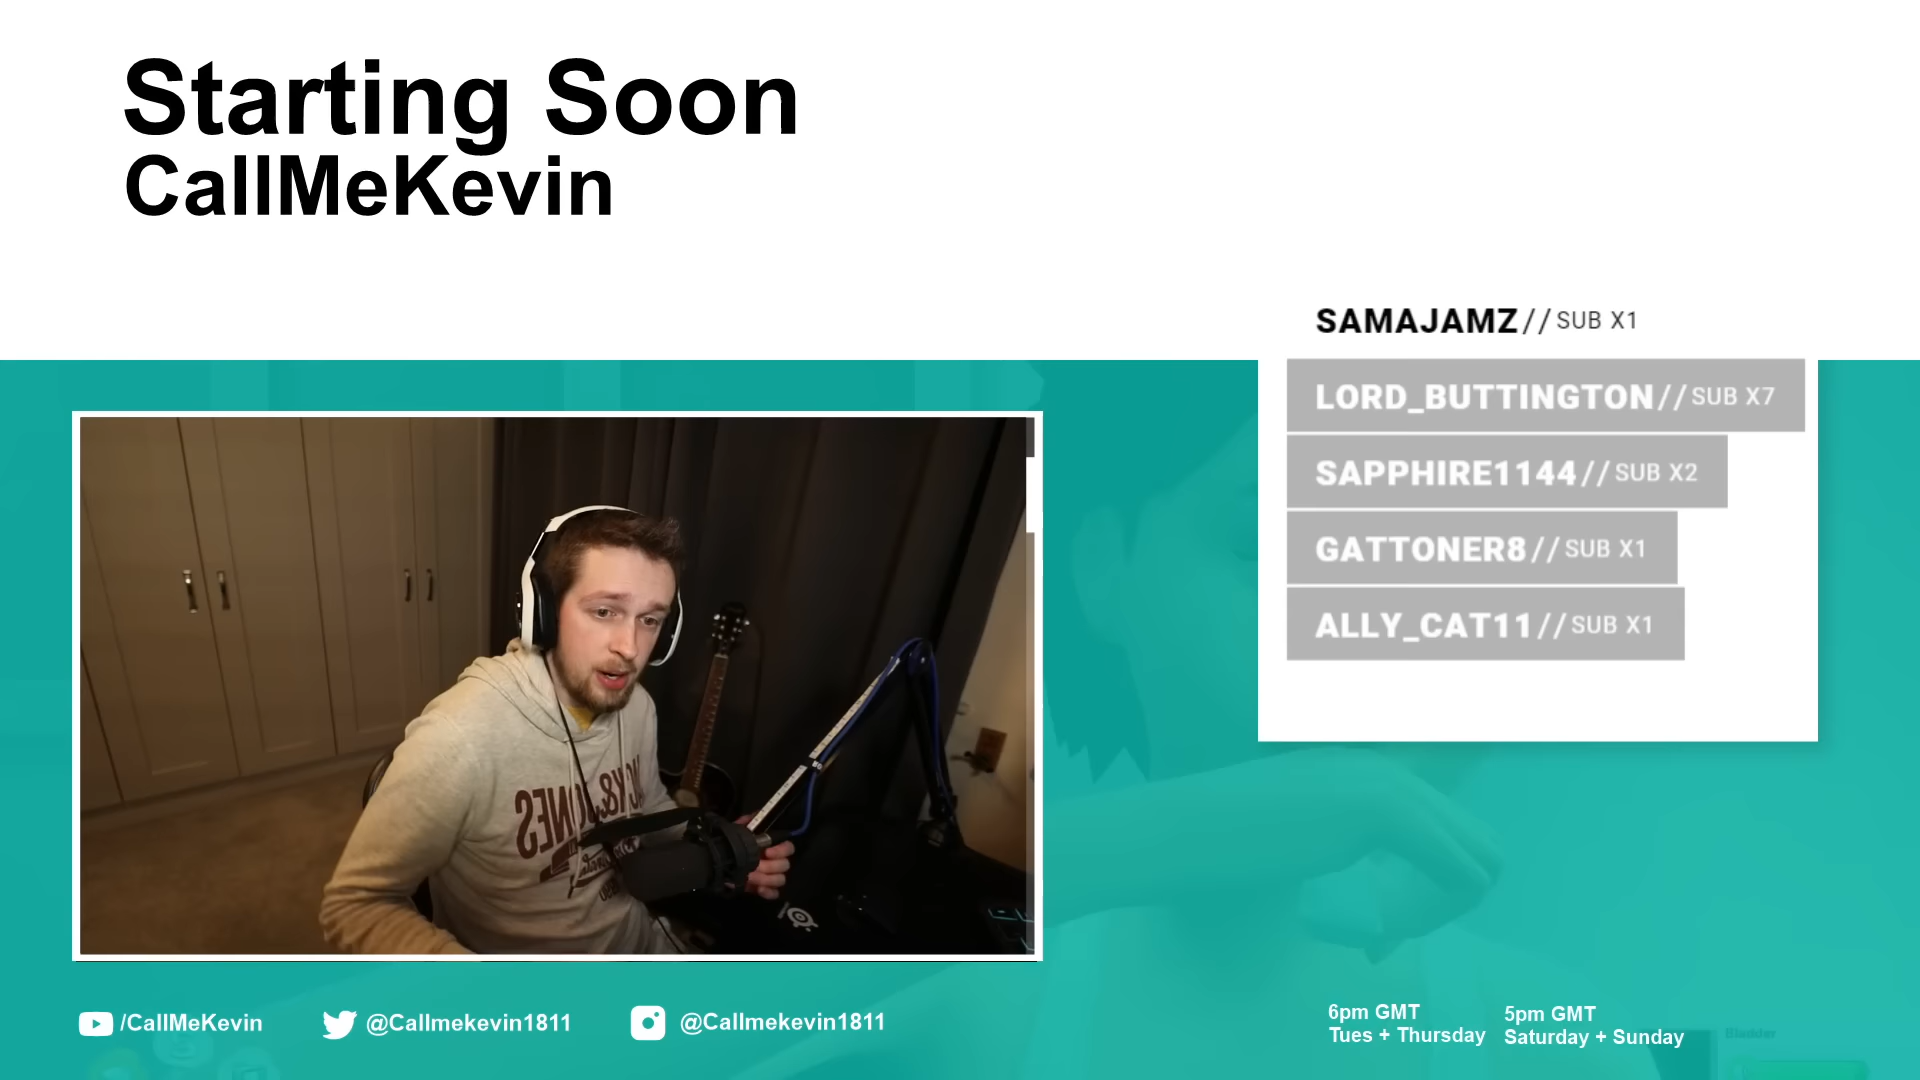 Starting Soon
CallMeKevin
SAMAJAMZ//SUB X1
LORD_BUTTINGTON//SUB X7
SAPPHIRE1144//SUB X2
GATTONER8//SUB X1
ALLY_CAT11//SUB X1
/CallMeKevin
@Callmekevin1811
@Callmekevin1811
6pm GMT
Tues + Thursday
5pm GMT
Saturday + Sunday
Bladder